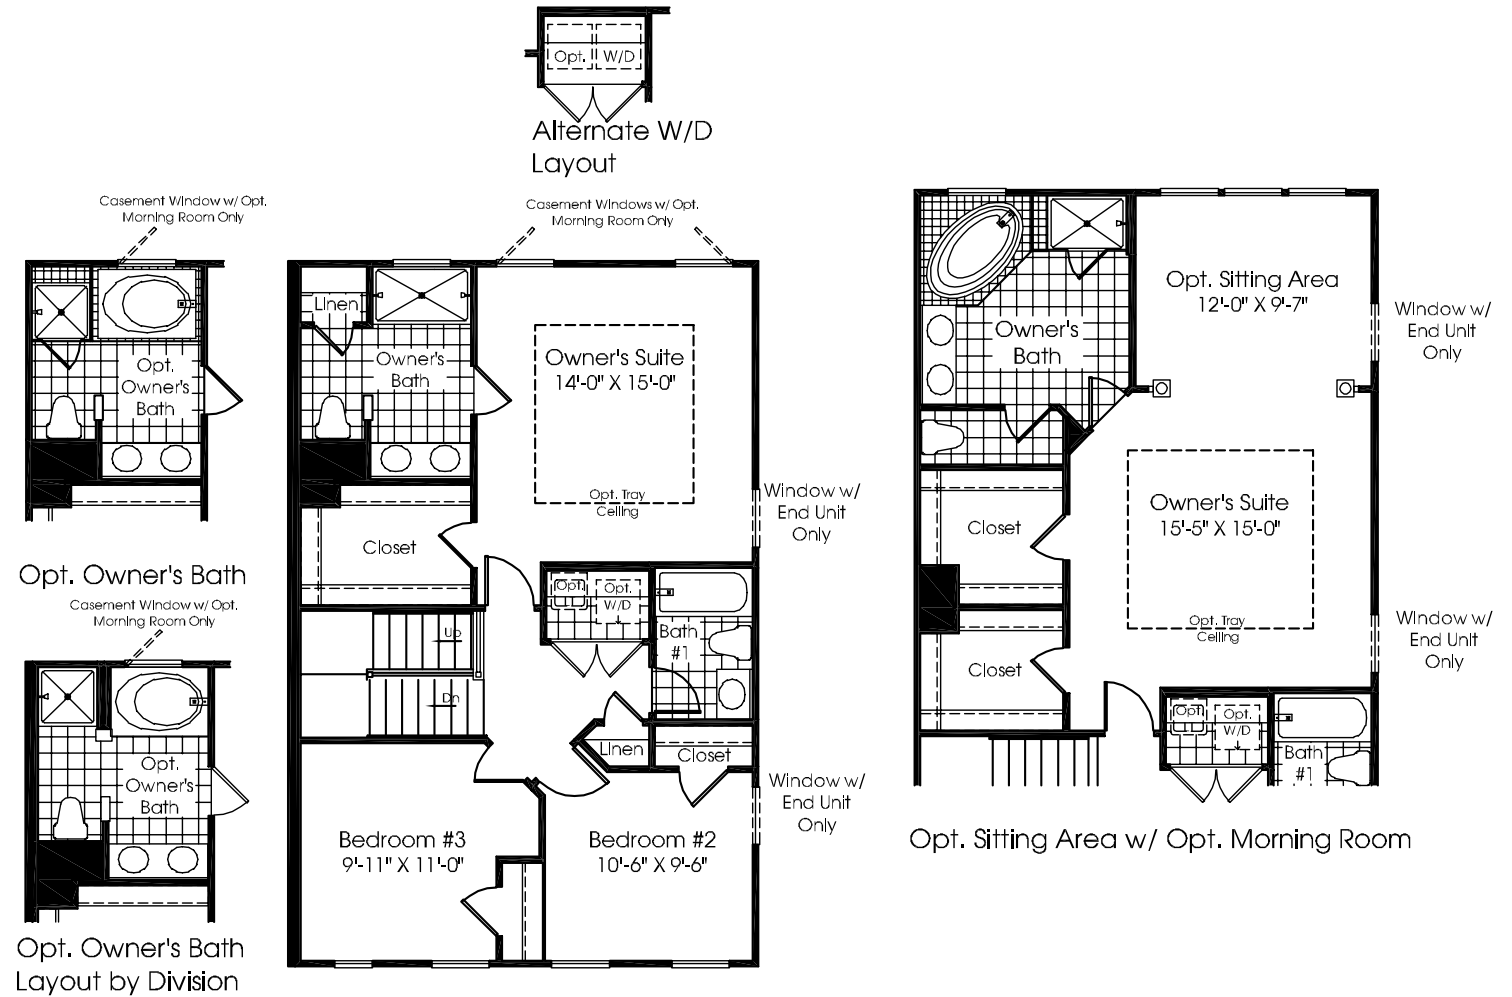 Opt. W/D
Alternate W/D
Layout
Casement Window w/ Opt.
Morning Room Only
Opt.
Owner's
Bath
Opt. Owner's Bath
Casement Window w/ Opt.
Morning Room Only
Opt.
Owner's
Bath
Opt. Owner's Bath
Layout by Division
Casement Windows w/ Opt.
Morning Room Only
Linen
Owner's
Bath
Owner's Suite
14'-0" X 15'-0"
Opt. Tray
Ceiling
Window w/
End Unit
Only
Closet
Opt.
Opt.
W/D
Up
Dn
Bath
#1
Linen
Closet
Window w/
End Unit
Only
Bedroom #3
9'-11" X 11'-0"
Bedroom #2
10'-6" X 9'-6"
Opt. Sitting Area
12'-0" X 9'-7"
Window w/
End Unit
Only
Owner's
Bath
Owner's Suite
15'-5" X 15'-0"
Closet
Opt. Tray
Ceiling
Window w/
End Unit
Only
Closet
Opt.
Opt.
W/D
Bath
#1
Opt. Sitting Area w/ Opt. Morning Room